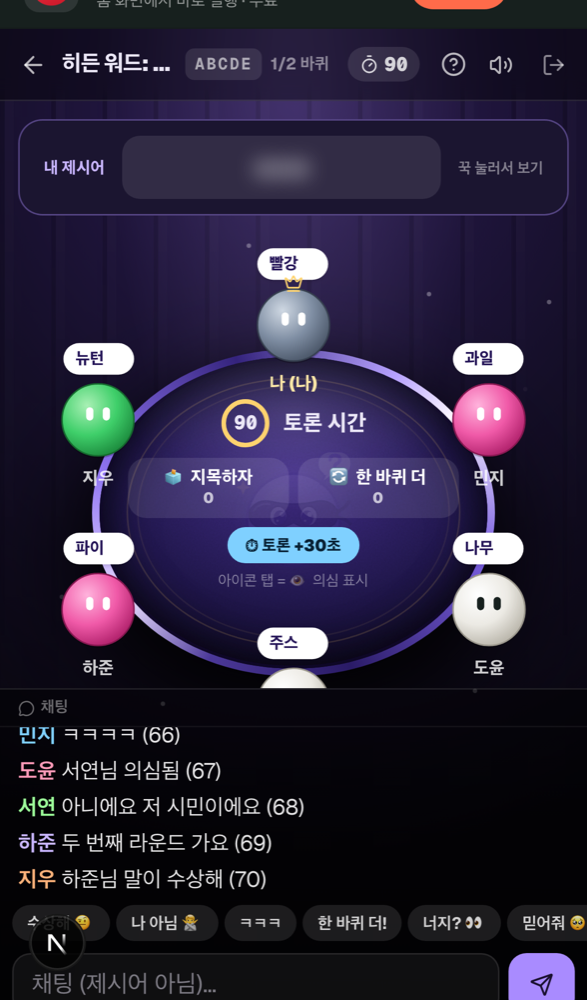 히든 워드: ... ABCDE 1/2 바퀴 90
내 제시어 꾹 눌러서 보기
빨강
나 (나)
뉴턴
지우
과일
민지
90 토론 시간
🗳️ 지목하자
0
🔄 한 바퀴 더
0
⏱ 토론 +30초
아이콘 탭 = 👁 의심 표시
파이
하준
나무
도윤
주스
채팅
민지 ㅋㅋㅋㅋ (66)
도윤 서연님 의심됨 (67)
서연 아니에요 저 시민이에요 (68)
하준 두 번째 라운드 가요 (69)
지우 하준님 말이 수상해 (70)
나 아님 🙅 ㅋㅋㅋ 한 바퀴 더! 너지? 👀 믿어줘 🥺
N
채팅 (제시어 아님)...